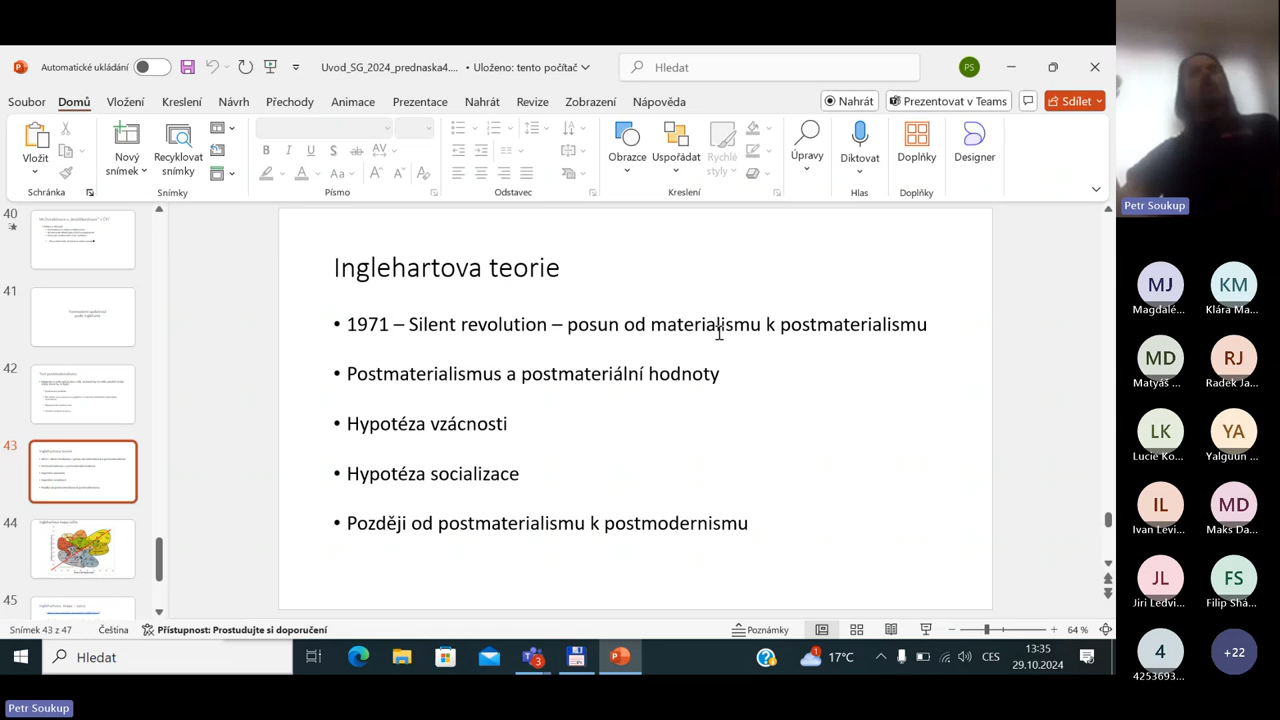 Automatické ukládání
Uvod_SG_2024_prednaska4.... • Uloženo: tento počítač
Hledat
PS
Soubor Domů Vložení Kreslení Návrh Přechody Animace Prezentace Nahrát Revize Zobrazení Nápověda
Nahrát Prezentovat v Teams Sdílet
Vložit
Nový snímek
Recyklovat snímky
Obrazce
Uspořádat
Rychlé styly
Úpravy
Diktovat
Doplňky
Designer
Schránka Snímky Písmo Odstavec Kreslení Hlas Doplňky
40
41
42
43
44
45
Inglehartova teorie
• 1971 – Silent revolution – posun od materialismu k postmaterialismu
• Postmaterialismus a postmateriální hodnoty
• Hypotéza vzácnosti
• Hypotéza socializace
• Později od postmaterialismu k postmodernismu
Snímek 43 z 47 Čeština Přístupnost: Prostudujte si doporučení
Poznámky 64 %
Hledat
17°C CES 13:35
29.10.2024
Petr Soukup
Petr Soukup
MJ KM
Magdalé... Klára Ma...
MD RJ
Matyáš ... Radek Ja...
LK YA
Lucie Ko... Yalguun ...
IL MD
Ivan Levi... Maks Da...
JL FS
Jiri Ledvi... Filip Shá...
4 +22
4253693...